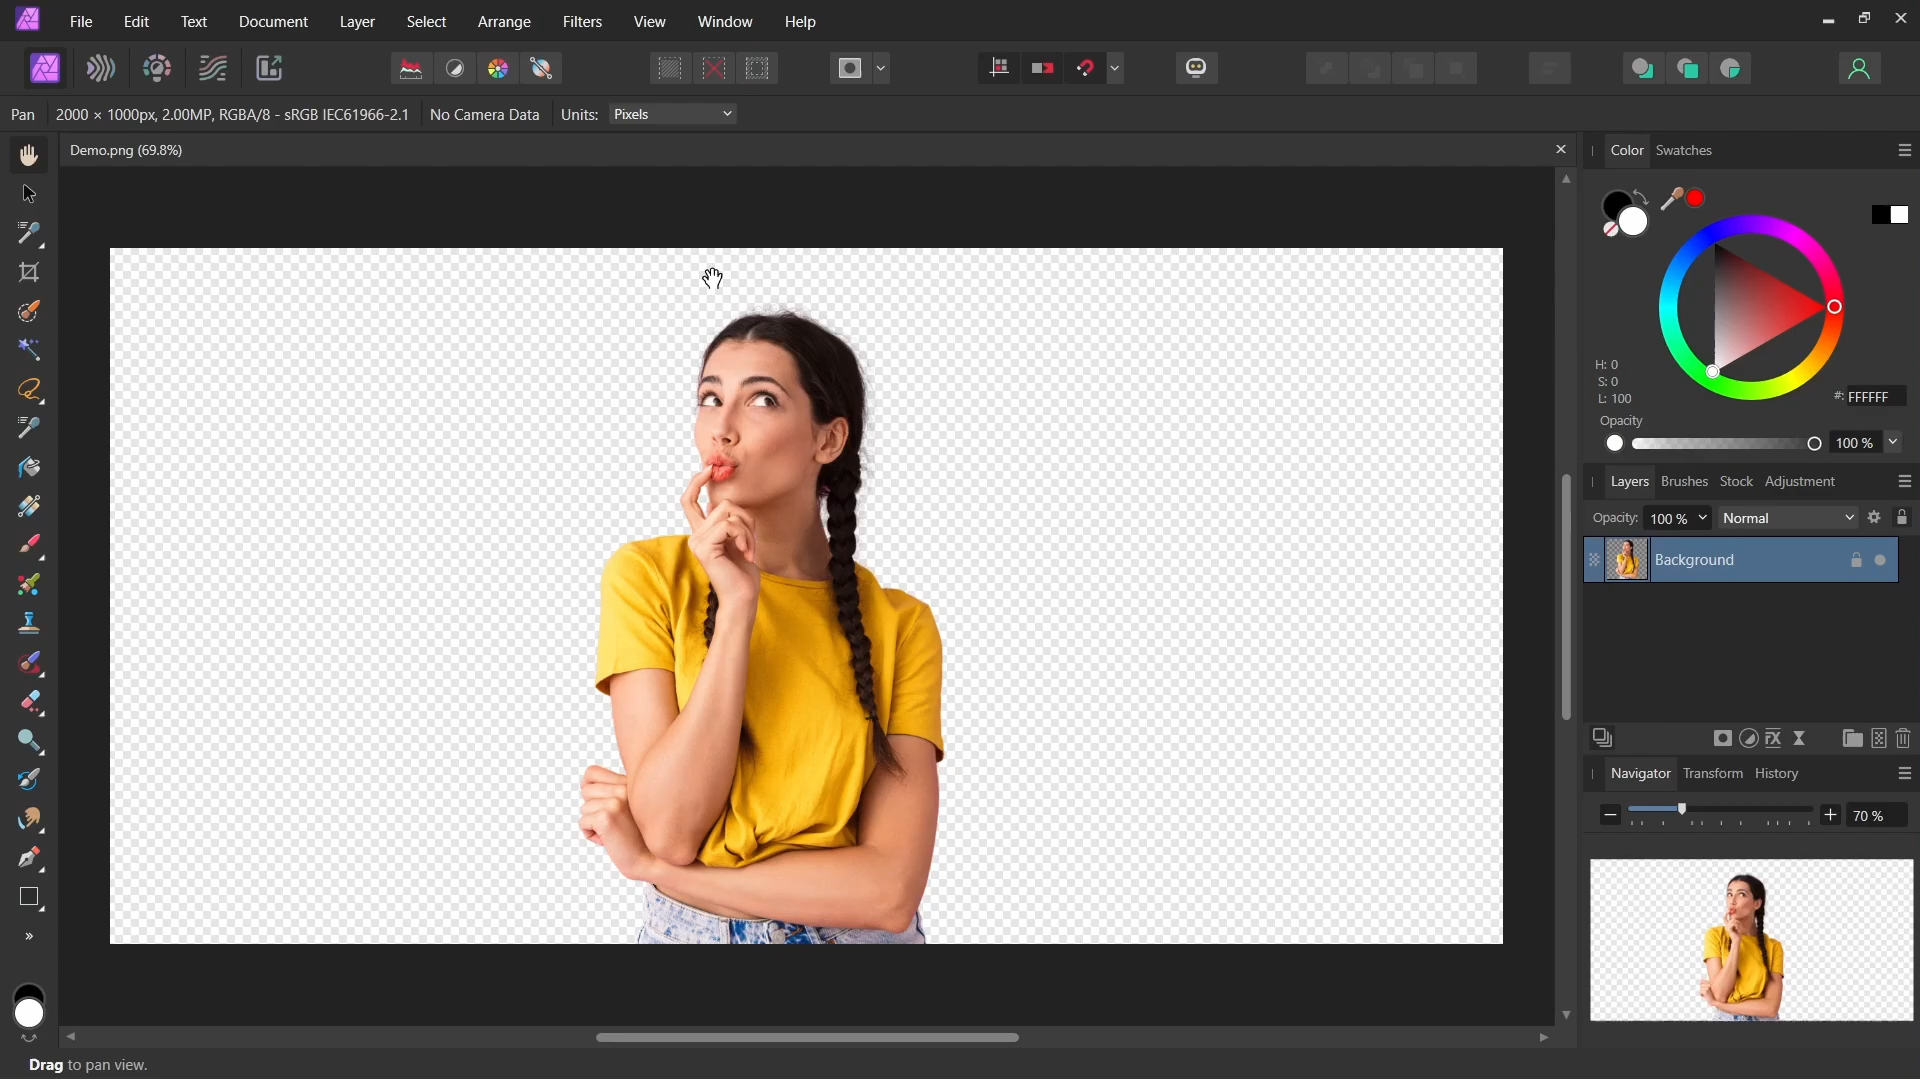 File Edit Text Document Layer Select Arrange Filters View Window Help
Pan 2000 × 1000px, 2.00MP, RGBA/8 - sRGB IEC61966-2.1 No Camera Data Units: Pixels
Demo.png (69.8%)
Color Swatches
H: 0
S: 0
L: 100
#: FFFFFF
Opacity
100 %
Layers Brushes Stock Adjustment
Opacity: 100 % Normal
Background
FX
Navigator Transform History
70 %
Drag to pan view.